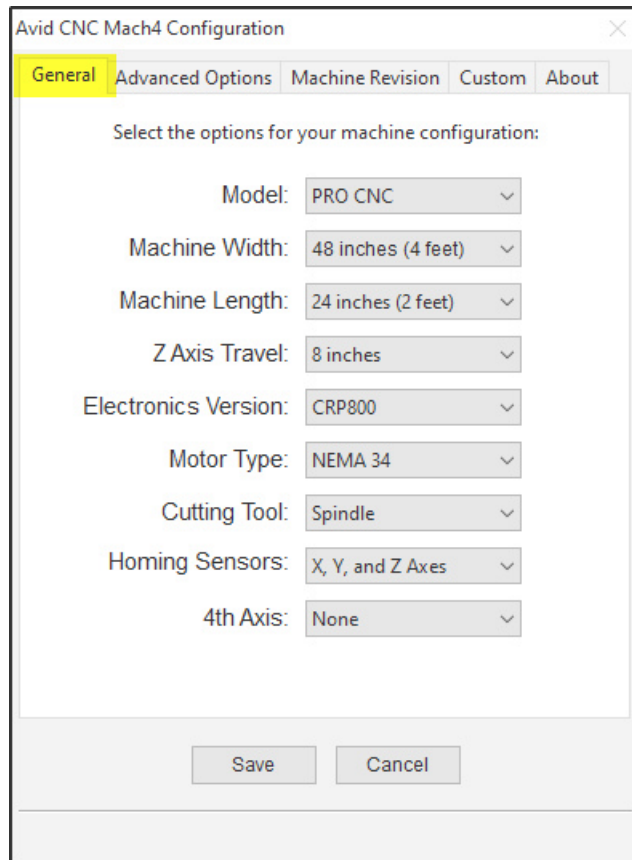 Avid CNC Mach4 Configuration
General Advanced Options Machine Revision Custom About
Select the options for your machine configuration:
Model: PRO CNC
Machine Width: 48 inches (4 feet)
Machine Length: 24 inches (2 feet)
Z Axis Travel: 8 inches
Electronics Version: CRP800
Motor Type: NEMA 34
Cutting Tool: Spindle
Homing Sensors: X, Y, and Z Axes
4th Axis: None
Save Cancel